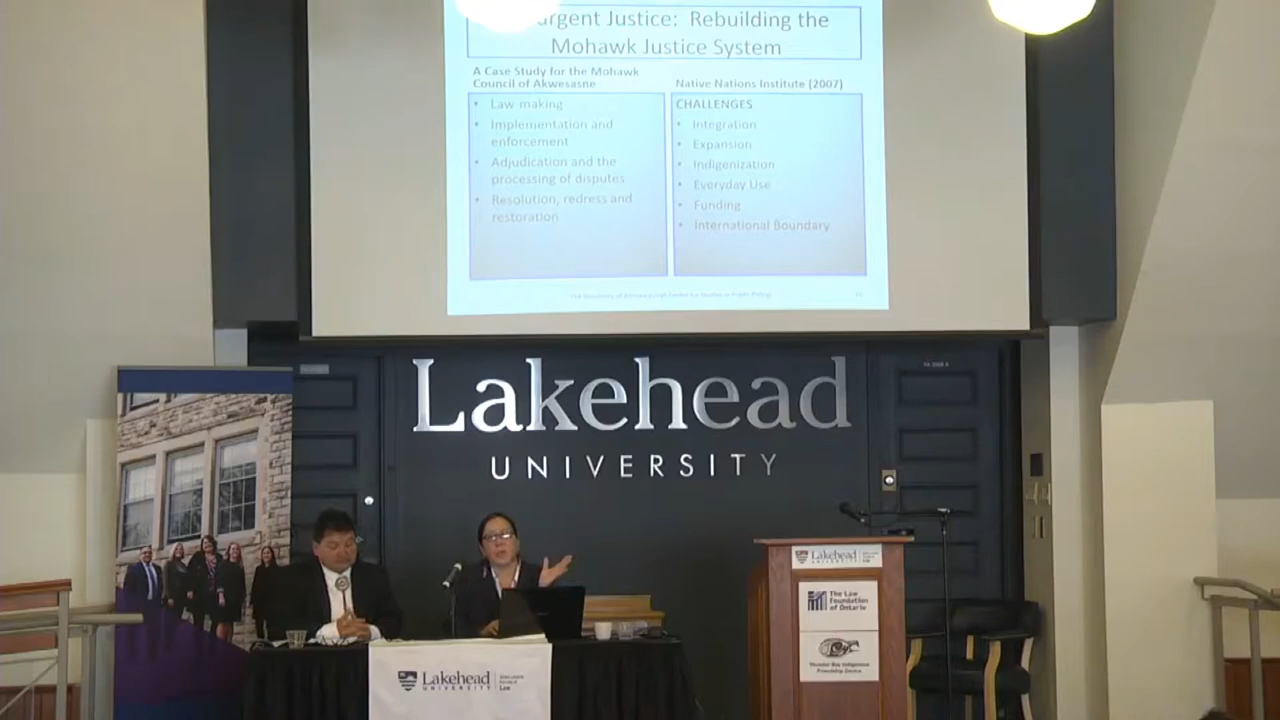 urgent Justice: Rebuilding the
Mohawk Justice System
A Case Study for the Mohawk
Council of Akwesasne
• Law making
• Implementation and
enforcement
• Adjudication and the
processing of disputes
• Resolution, redress and
restoration
Native Nations Institute (2007)
CHALLENGES
• Integration
• Expansion
• Indigenization
• Everyday Use
• Funding
• International Boundary
Lakehead
UNIVERSITY
Lakehead
UNIVERSITY
Law
Lakehead
UNIVERSITY
The Law
Foundation
of Ontario
Thunder Bay Indigenous
Friendship Centre